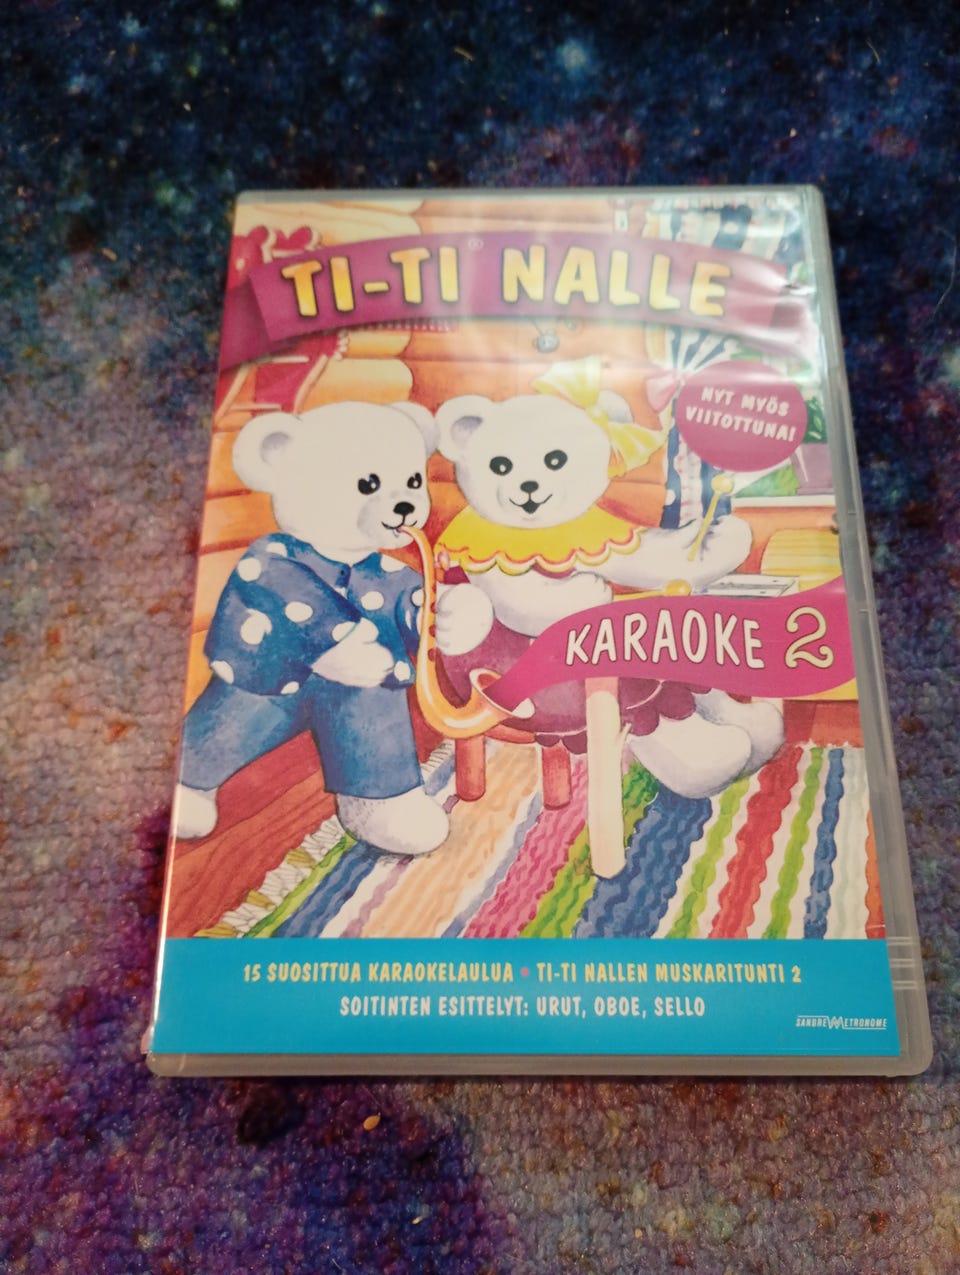 TI-TI® NALLE
NYT MYÖS
VIITOTTUNA!
KARAOKE 2
15 SUOSITTUA KARAOKELAULUA • TI-TI NALLEN MUSKARITUNTI 2
SOITINTEN ESITTELYT: URUT, OBOE, SELLO
SANDREW METRONOME